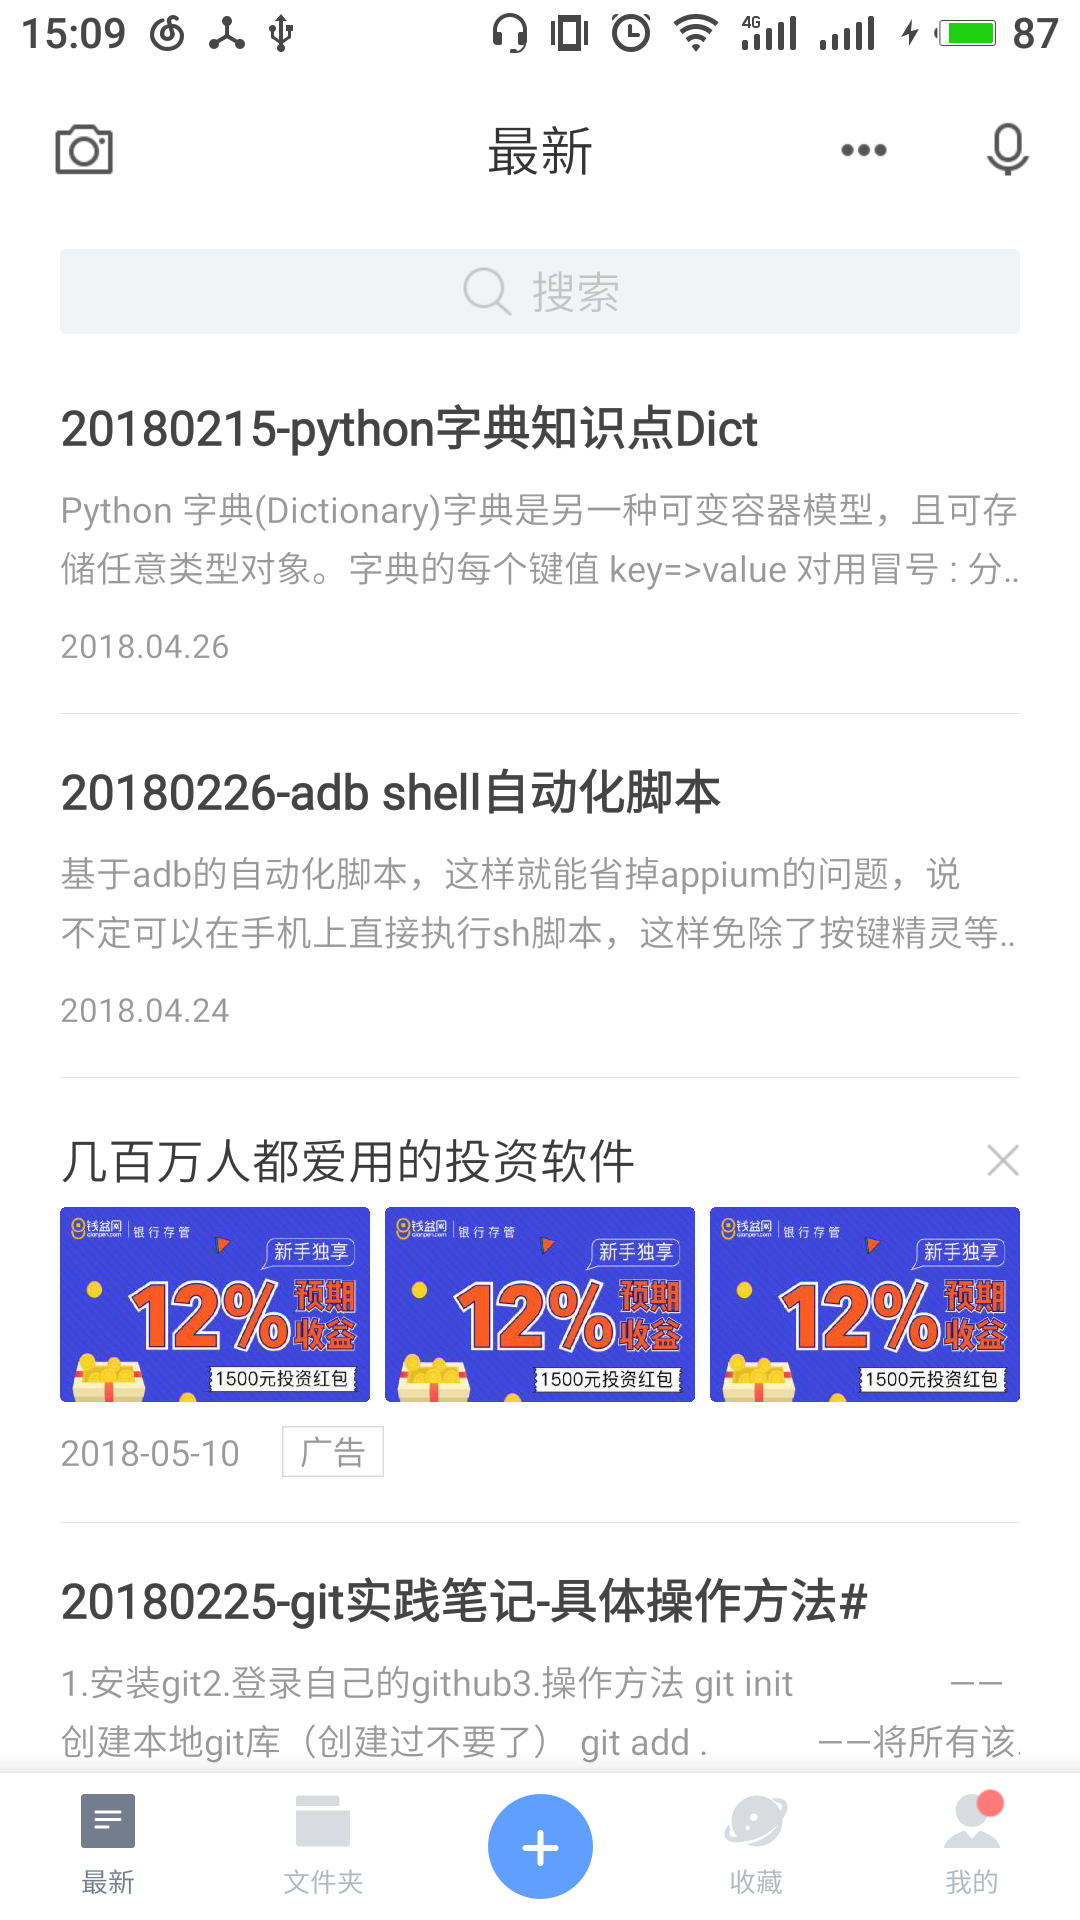 15:09
4G
87
最新
搜索
20180215-python字典知识点Dict
Python 字典(Dictionary)字典是另一种可变容器模型，且可存
储任意类型对象。字典的每个键值 key=>value 对用冒号 : 分..
2018.04.26
20180226-adb shell自动化脚本
基于adb的自动化脚本，这样就能省掉appium的问题，说
不定可以在手机上直接执行sh脚本，这样免除了按键精灵等..
2018.04.24
几百万人都爱用的投资软件
钱盆网 qianpen.com 银行存管
新手独享
12%预期收益
1500元投资红包
钱盆网 qianpen.com 银行存管
新手独享
12%预期收益
1500元投资红包
钱盆网 qianpen.com 银行存管
新手独享
12%预期收益
1500元投资红包
2018-05-10 广告
20180225-git实践笔记-具体操作方法#
1.安装git2.登录自己的github3.操作方法 git init ——
创建本地git库（创建过不要了） git add . ——将所有该.
最新 文件夹 收藏 我的